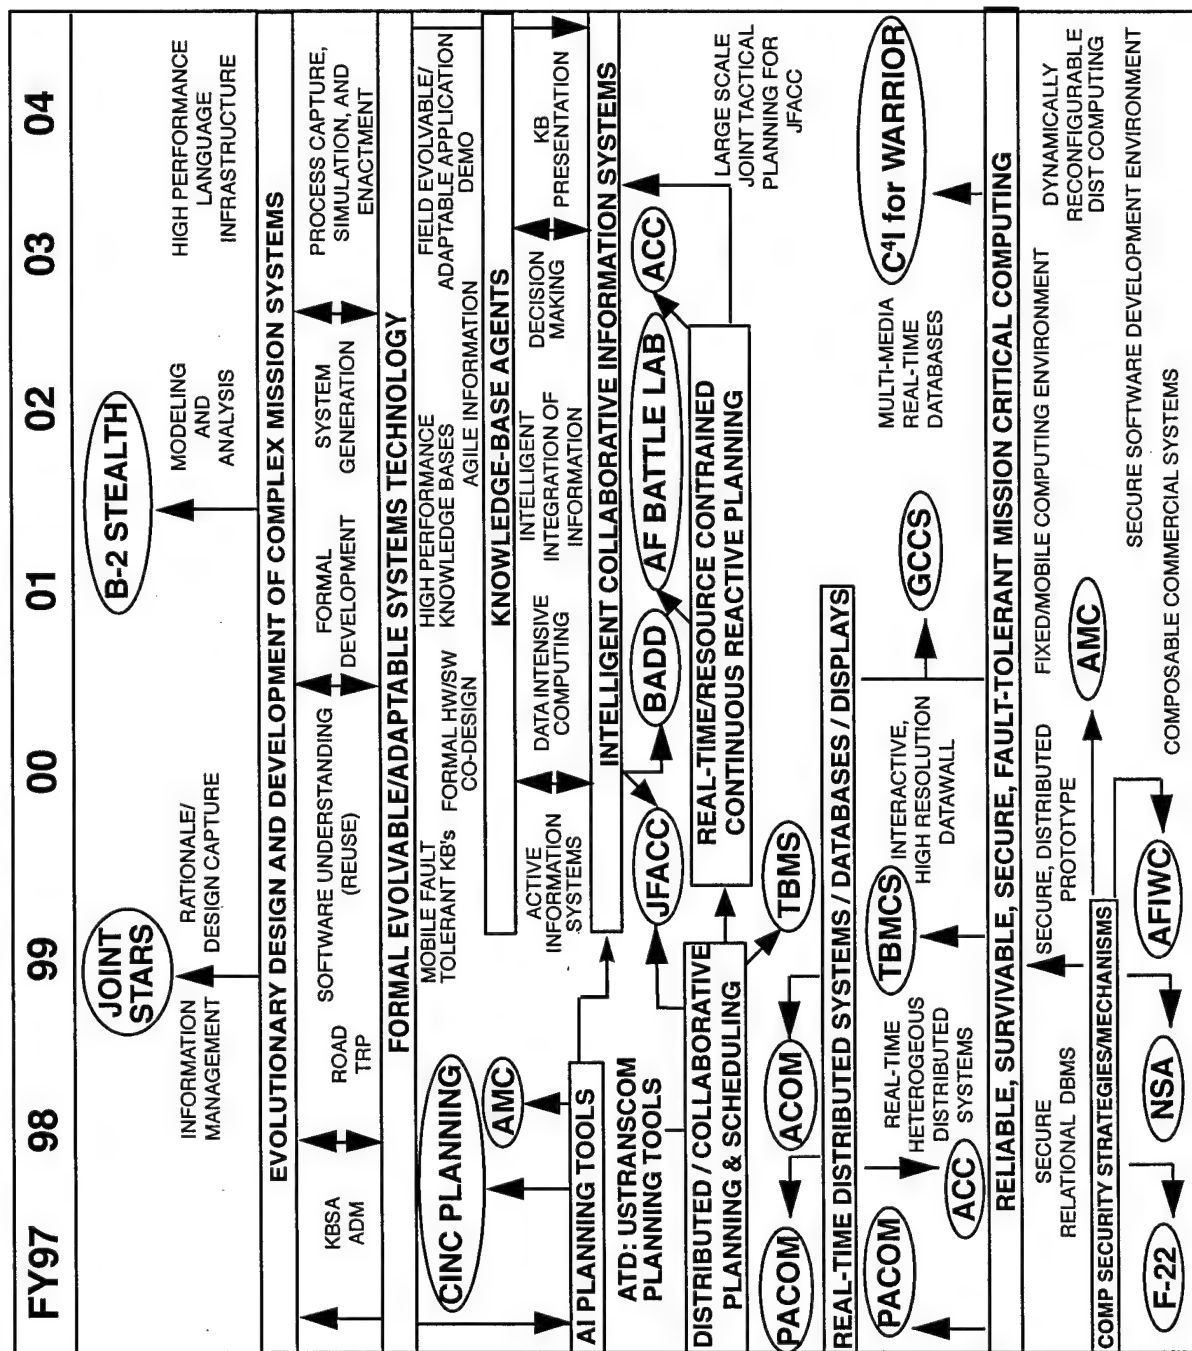 FY97 98 99 00 01 02 03 04
JOINT
STARS
B-2 STEALTH
INFORMATION
MANAGEMENT
RATIONALE/
DESIGN CAPTURE
MODELING
AND
ANALYSIS
HIGH PERFORMANCE
LANGUAGE
INFRASTRUCTURE
EVOLUTIONARY DESIGN AND DEVELOPMENT OF COMPLEX MISSION SYSTEMS
KBSA
ADM
ROAD
TRP
SOFTWARE UNDERSTANDING
(REUSE)
FORMAL
DEVELOPMENT
SYSTEM
GENERATION
PROCESS CAPTURE,
SIMULATION, AND
ENACTMENT
FORMAL EVOLVABLE/ADAPTABLE SYSTEMS TECHNOLOGY
CINC PLANNING
AMC
MOBILE FAULT
TOLERANT KB's
FORMAL HW/SW
CO-DESIGN
HIGH PERFORMANCE
KNOWLEDGE BASES
AGILE INFORMATION
FIELD EVOLVABLE/
ADAPTABLE APPLICATION
DEMO
KNOWLEDGE-BASE AGENTS
ACTIVE
INFORMATION
SYSTEMS
DATA INTENSIVE
COMPUTING
INTELLIGENT
INTEGRATION OF
INFORMATION
DECISION
MAKING
KB
PRESENTATION
AI PLANNING TOOLS
INTELLIGENT COLLABORATIVE INFORMATION SYSTEMS
ATD: USTRANSCOM
PLANNING TOOLS
JFACC
BADD
AF BATTLE LAB
ACC
LARGE SCALE
JOINT TACTICAL
PLANNING FOR
JFACC
DISTRIBUTED / COLLABORATIVE
PLANNING & SCHEDULING
REAL-TIME/RESOURCE CONTRAINED
CONTINUOUS REACTIVE PLANNING
PACOM
ACOM
TBMS
REAL-TIME DISTRIBUTED SYSTEMS / DATABASES / DISPLAYS
PACOM
ACC
REAL-TIME
HETEROGEOUS
DISTRIBUTED
SYSTEMS
TBMCS
INTERACTIVE,
HIGH RESOLUTION
DATAWALL
GCCS
MULTI-MEDIA
REAL-TIME
DATABASES
C⁴I for WARRIOR
RELIABLE, SURVIVABLE, SECURE, FAULT-TOLERANT MISSION CRITICAL COMPUTING
SECURE
RELATIONAL DBMS
SECURE, DISTRIBUTED
PROTOTYPE
FIXED/MOBILE COMPUTING ENVIRONMENT
DYNAMICALLY
RECONFIGURABLE
DIST COMPUTING
AMC
COMP SECURITY STRATEGIES/MECHANISMS
SECURE SOFTWARE DEVELOPMENT ENVIRONMENT
F-22
NSA
AFIWC
COMPOSABLE COMMERCIAL SYSTEMS